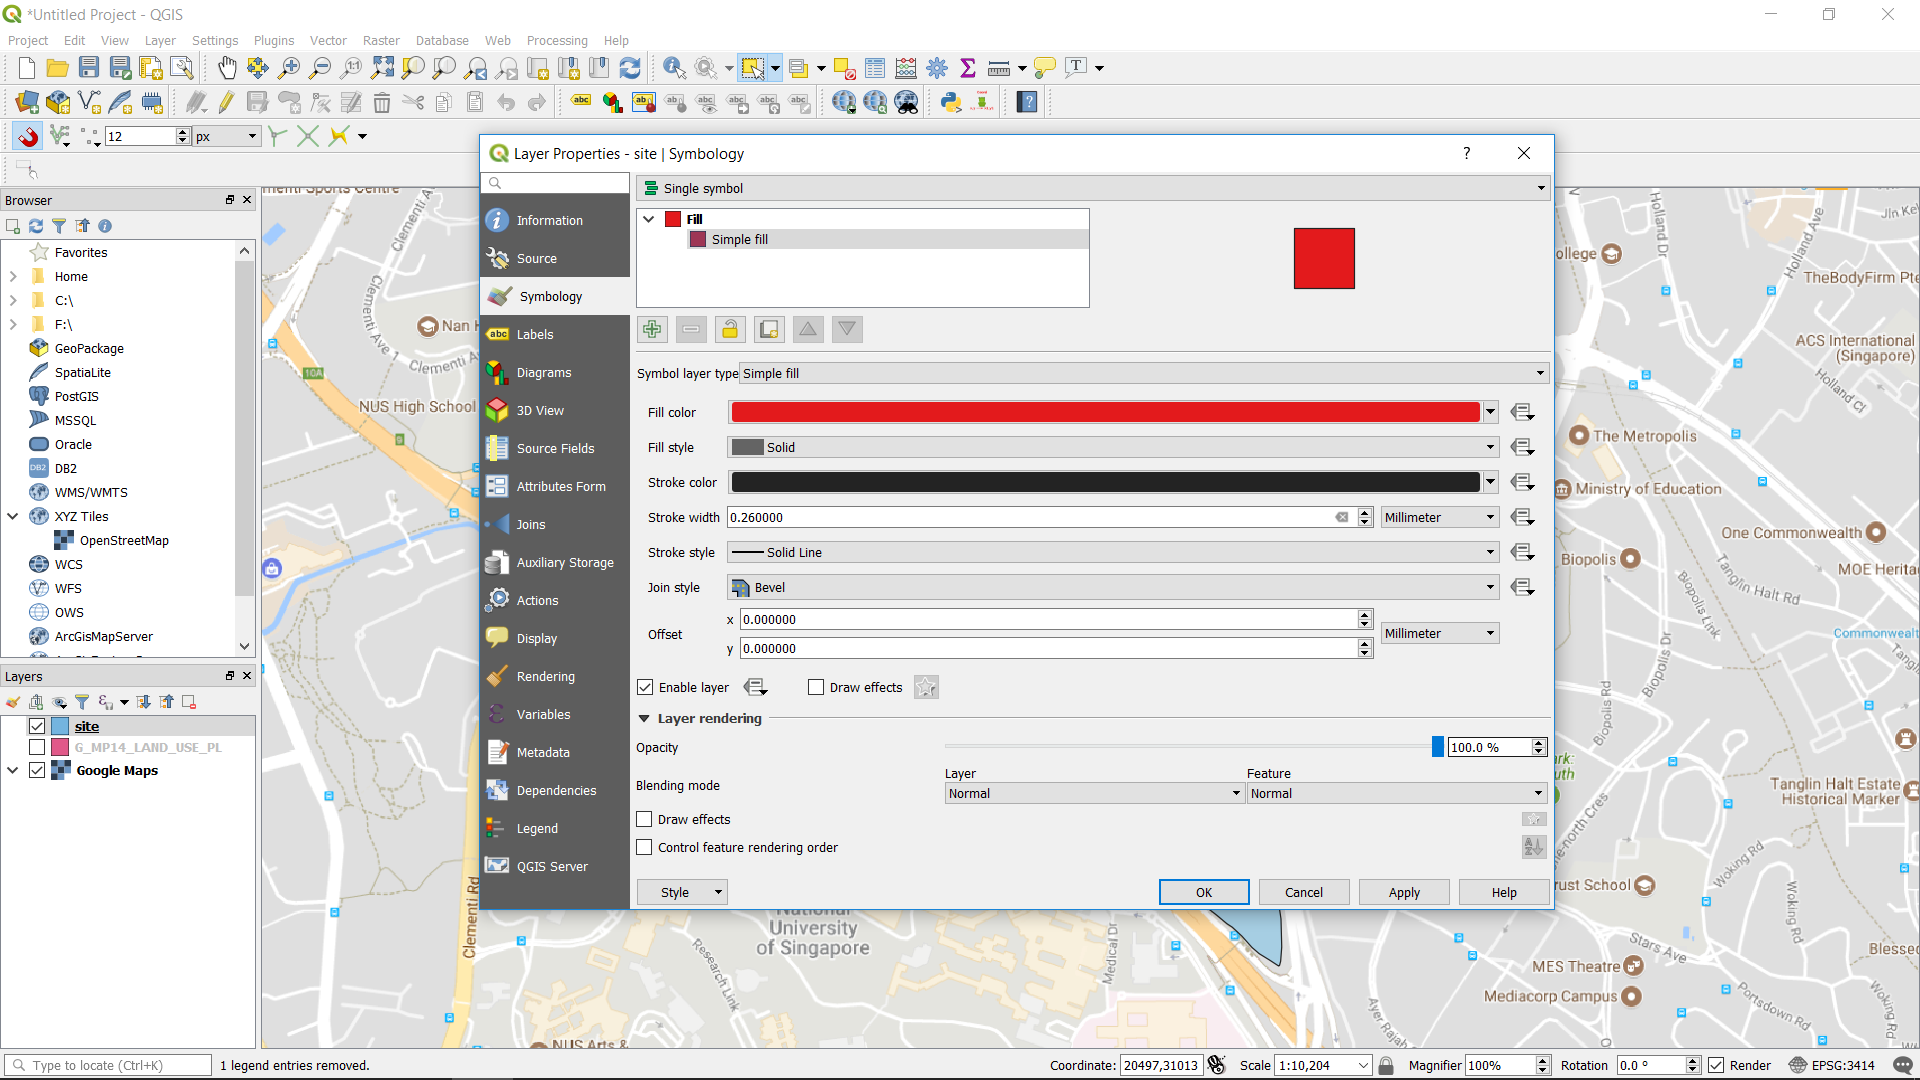 *Untitled Project - QGIS
Project Edit View Layer Settings Plugins Vector Raster Database Web Processing Help
12 px
Layer Properties - site | Symbology
?
Browser
Favorites
Home
C:\
F:\
GeoPackage
SpatiaLite
PostGIS
MSSQL
Oracle
DB2
WMS/WMTS
XYZ Tiles
OpenStreetMap
WCS
WFS
OWS
ArcGisMapServer
Layers
site
G_MP14_LAND_USE_PL
Google Maps
Information
Source
Symbology
Labels
Diagrams
3D View
Source Fields
Attributes Form
Joins
Auxiliary Storage
Actions
Display
Rendering
Variables
Metadata
Dependencies
Legend
QGIS Server
Single symbol
Fill
Simple fill
Symbol layer type Simple fill
Fill color
Fill style Solid
Stroke color
Stroke width 0.260000 Millimeter
Stroke style Solid Line
Join style Bevel
Offset
x 0.000000
y 0.000000
Millimeter
Enable layer Draw effects
Layer rendering
Opacity 100.0 %
Layer Feature
Blending mode Normal Normal
Draw effects
Control feature rendering order
Style OK Cancel Apply Help
Clementi Ave 1
NUS High School
10A
Clementi Rd
National
University
of Singapore
Research Link
Medical Dr
NUS Arts &
Holland Dr
Holland Ave
Jln Kel
TheBodyFirm Pte
ACS International
(Singapore)
Holland Cl
The Metropolis
Ministry of Education
One Commonwealth
Biopolis
MOE Heritag
Tanglin Halt Rd
Biopolis Link
Biopolis Dr
Biopolis Rd
Commonwealt
Tanglin Halt Estate
Historical Marker
rust School
Woking Rd
Woking Rd
Stars Ave
Blessed
MES Theatre
Mediacorp Campus
Portsdown Rd
Ayer Rajah
Type to locate (Ctrl+K)
1 legend entries removed.
Coordinate: 20497,31013 Scale 1:10,204 Magnifier 100% Rotation 0.0 ° Render EPSG:3414